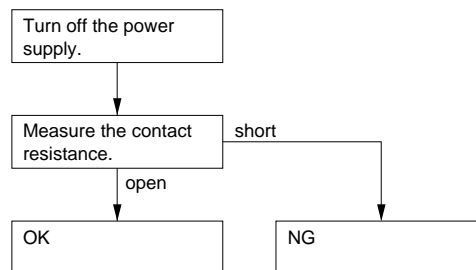 Turn off the power
supply.
Measure the contact
resistance.
short
open
OK
NG